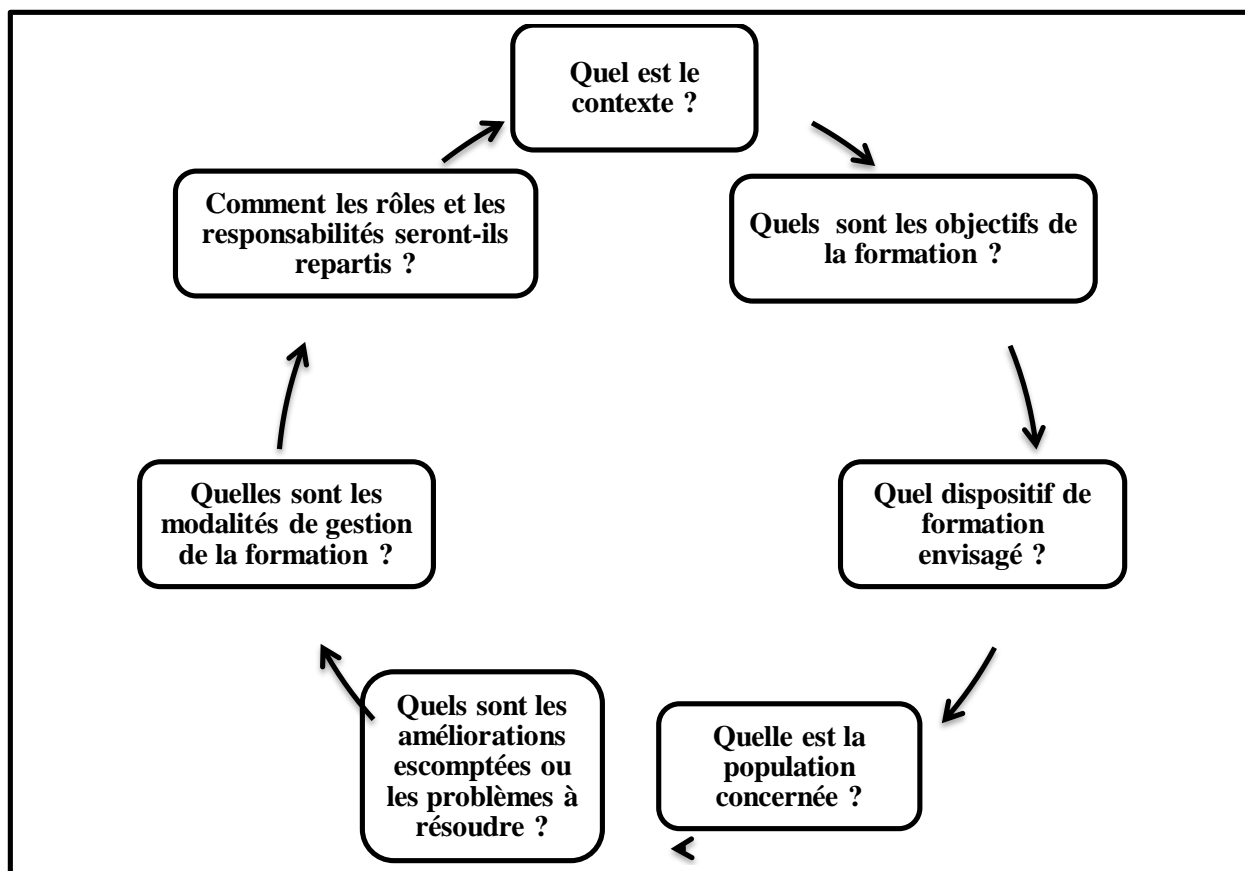 Quel est le
contexte ?
Quels sont les objectifs de
la formation ?
Quel dispositif de
formation
envisagé ?
Quelle est la
population
concernée ?
Quels sont les
améliorations
escomptées ou
les problèmes à
résoudre ?
Quelles sont les
modalités de gestion
de la formation ?
Comment les rôles et les
responsabilités seront-ils
repartis ?